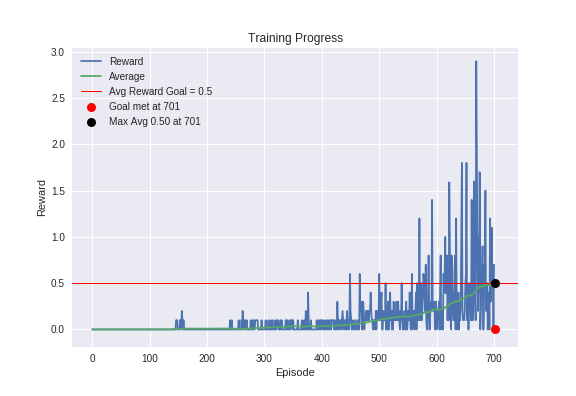 Training Progress
3.0
2.5
2.0
1.5
1.0
0.5
0.0
Reward
Reward
Average
Avg Reward Goal = 0.5
Goal met at 701
Max Avg 0.50 at 701
0 100 200 300 400 500 600 700
Episode